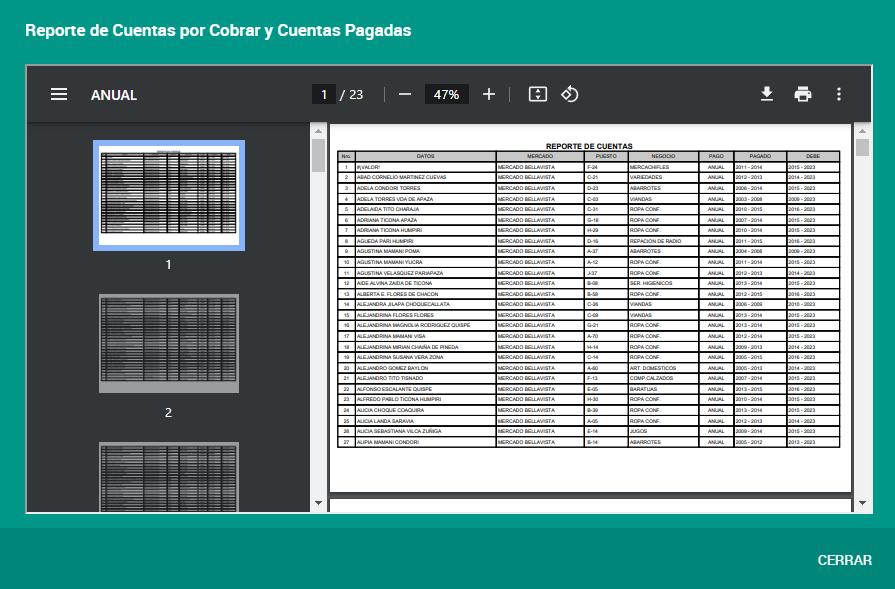 Reporte de Cuentas por Cobrar y Cuentas Pagadas
ANUAL 1 / 23 47%
REPORTE DE CUENTAS
Nro. DATOS MERCADO PUESTO NEGOCIO PAGO PAGADO DEBE
1 #¡VALOR! MERCADO BELLAVISTA F-24 MERCACHIFLES ANUAL 2011 - 2014 2015 - 2023
2 ABAD CORNELIO MARTINEZ CUEVAS MERCADO BELLAVISTA C-21 VARIEDADES ANUAL 2012 - 2013 2014 - 2023
3 ADELA CONDORI TORRES MERCADO BELLAVISTA D-23 ABARROTES ANUAL 2006 - 2014 2015 - 2023
4 ADELA TORRES VDA DE APAZA MERCADO BELLAVISTA C-03 VIANDAS ANUAL 2003 - 2008 2009 - 2023
5 ADELAIDA TITO CHARAJA MERCADO BELLAVISTA C-31 ROPA CONF. ANUAL 2010 - 2015 2016 - 2023
6 ADRIANA TICONA APAZA MERCADO BELLAVISTA G-18 ROPA CONF. ANUAL 2007 - 2014 2015 - 2023
7 ADRIANA TICONA HUMPIRI MERCADO BELLAVISTA H-29 ROPA CONF. ANUAL 2010 - 2014 2015 - 2023
8 AGUEDA PARI HUMPIRI MERCADO BELLAVISTA D-16 REPACION DE RADIO ANUAL 2011 - 2015 2016 - 2023
9 AGUSTINA MAMANI POMA MERCADO BELLAVISTA A-37 ABARROTES ANUAL 2004 - 2008 2009 - 2023
10 AGUSTINA MAMANI YUCRA MERCADO BELLAVISTA A-12 ROPA CONF. ANUAL 2011 - 2014 2015 - 2023
11 AGUSTINA VELASQUEZ PARIAPAZA MERCADO BELLAVISTA J-37 ROPA CONF. ANUAL 2012 - 2013 2014 - 2023
12 AIDE ALVINA ZAIDA DE TICONA MERCADO BELLAVISTA B-08 SER. HIGIENICOS ANUAL 2013 - 2014 2015 - 2023
13 ALBERTA E. FLORES DE CHACON MERCADO BELLAVISTA B-58 ROPA CONF. ANUAL 2012 - 2015 2016 - 2023
14 ALEJANDRA JILAPA CHOQUECALLATA MERCADO BELLAVISTA C-26 VIANDAS ANUAL 2006 - 2009 2010 - 2023
15 ALEJANDRINA FLORES FLORES MERCADO BELLAVISTA C-09 VIANDAS ANUAL 2013 - 2014 2015 - 2023
16 ALEJANDRINA MAGNOLIA RODRIGUEZ QUISPE MERCADO BELLAVISTA G-21 ROPA CONF. ANUAL 2013 - 2014 2015 - 2023
17 ALEJANDRINA MAMANI VISA MERCADO BELLAVISTA A-70 ROPA CONF. ANUAL 2012 - 2014 2015 - 2023
18 ALEJANDRINA MIRIAN CHAIÑA DE PINEDA MERCADO BELLAVISTA H-14 ROPA CONF. ANUAL 2009 - 2013 2014 - 2023
19 ALEJANDRINA SUSANA VERA ZONA MERCADO BELLAVISTA C-14 ROPA CONF. ANUAL 2005 - 2015 2016 - 2023
20 ALEJANDRO GOMEZ BAYLON MERCADO BELLAVISTA A-60 ART. DOMESTICOS ANUAL 2005 - 2013 2014 - 2023
21 ALEJANDRO TITO TISNADO MERCADO BELLAVISTA F-13 COMP.CALZADOS ANUAL 2007 - 2014 2015 - 2023
22 ALFONSO ESCALANTE QUISPE MERCADO BELLAVISTA E-05 BARATIJAS ANUAL 2013 - 2015 2016 - 2023
23 ALFREDO PABLO TICONA HUMPIRI MERCADO BELLAVISTA H-30 ROPA CONF. ANUAL 2010 - 2014 2015 - 2023
24 ALICIA CHOQUE COAQUIRA MERCADO BELLAVISTA B-39 ROPA CONF. ANUAL 2013 - 2014 2015 - 2023
25 ALICIA LANDA SARAVIA MERCADO BELLAVISTA A-05 ROPA CONF. ANUAL 2012 - 2013 2014 - 2023
26 ALICIA SEBASTIANA VILCA ZUÑIGA MERCADO BELLAVISTA E-14 JUGOS ANUAL 2009 - 2014 2015 - 2023
27 ALIPIA MAMANI CONDORI MERCADO BELLAVISTA B-14 ABARROTES ANUAL 2005 - 2012 2013 - 2023
1
2
CERRAR